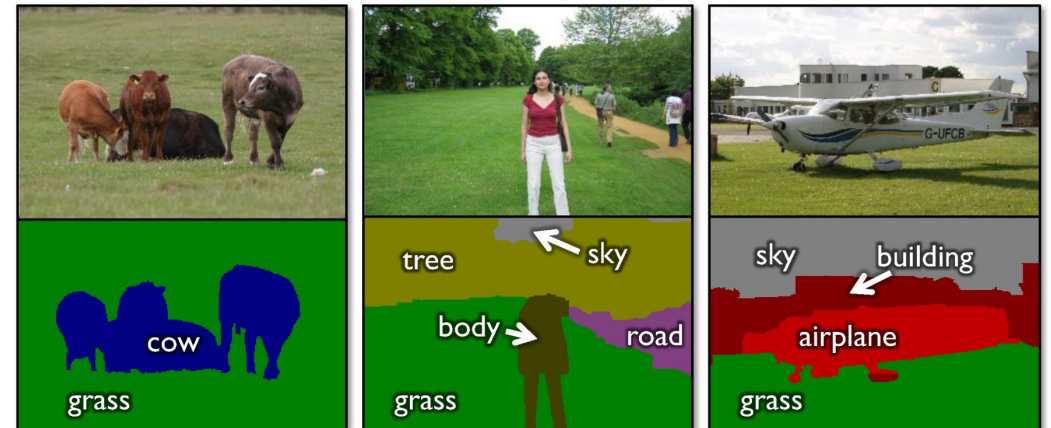 C
G-UFCB
cow
grass
tree
sky
body
road
grass
sky
building
airplane
grass